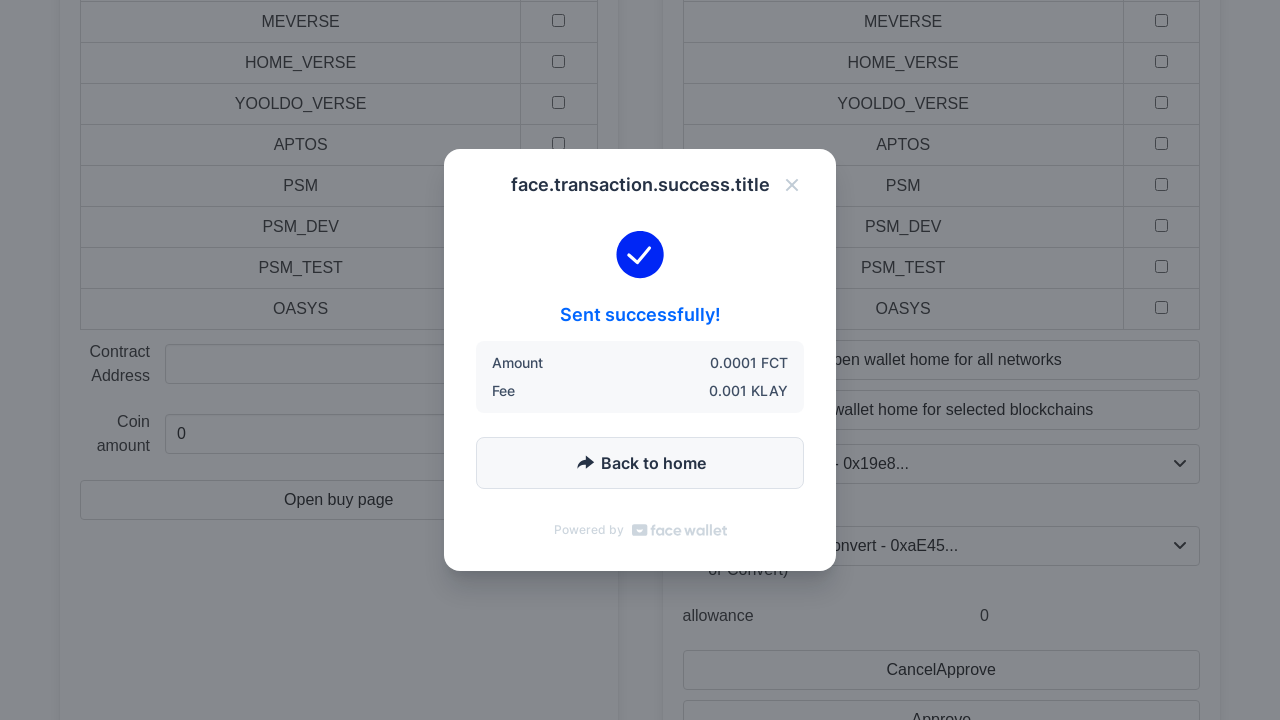 MEVERSE
HOME_VERSE
YOOLDO_VERSE
APTOS
PSM
PSM_DEV
PSM_TEST
OASYS
Contract
Address
Coin
amount
0
Open buy page
MEVERSE
HOME_VERSE
YOOLDO_VERSE
APTOS
PSM
PSM_DEV
PSM_TEST
OASYS
wallet home for all networks
wallet home for selected blockchains
- 0x19e8...
- 0xaE45...
or Convert)
allowance
0
CancelApprove
Approve
face.transaction.success.title
Sent successfully!
Amount
0.0001 FCT
Fee
0.001 KLAY
Back to home
Powered by
face wallet